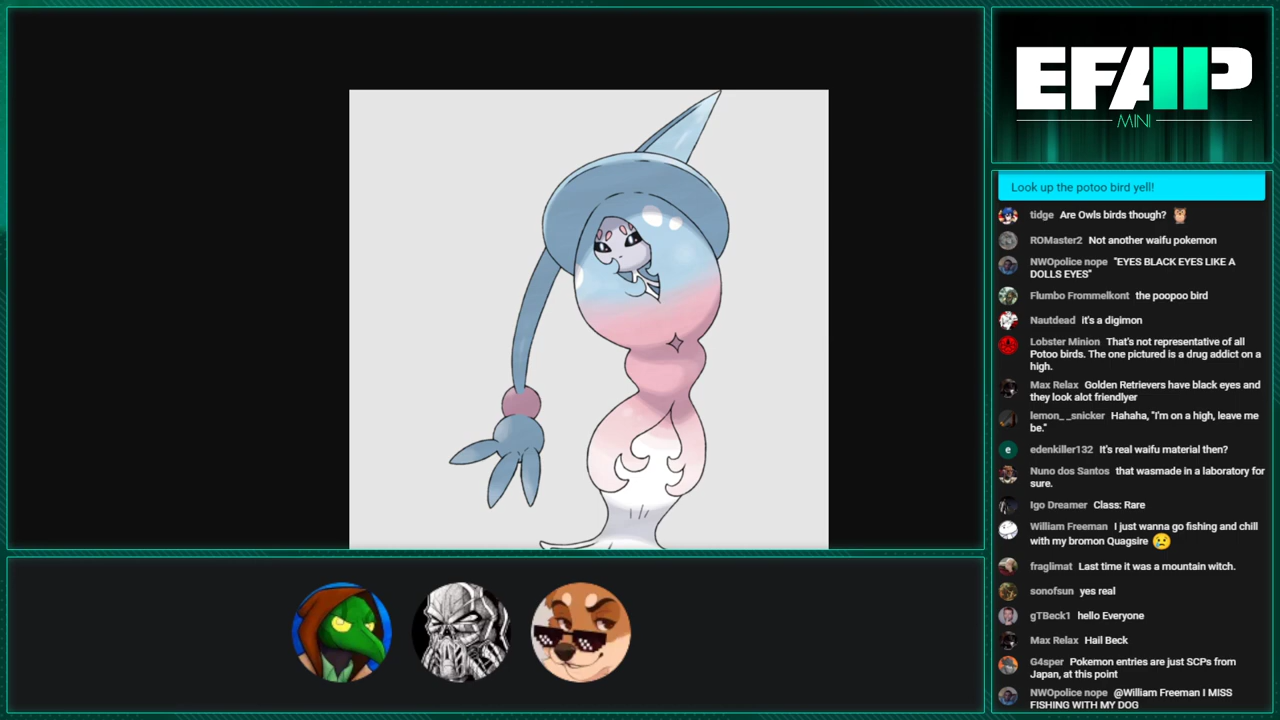 EFAP
MINI
Look up the potoo bird yell!
tidge Are Owls birds though?
ROMaster2 Not another waifu pokemon
NWOpolice nope "EYES BLACK EYES LIKE A
DOLLS EYES"
Flumbo Frommelkont the poopoo bird
Nautdead it's a digimon
Lobster Minion That's not representative of all
Potoo birds. The one pictured is a drug addict on a
high.
Max Relax Golden Retrievers have black eyes and
they look alot friendlyer
lemon_ _snicker Hahaha, "I'm on a high, leave me
be."
e
edenkiller132 It's real waifu material then?
Nuno dos Santos that wasmade in a laboratory for
sure.
Igo Dreamer Class: Rare
William Freeman I just wanna go fishing and chill
with my bromon Quagsire
fraglimat Last time it was a mountain witch.
sonofsun yes real
gTBeck1 hello Everyone
Max Relax Hail Beck
G4sper Pokemon entries are just SCPs from
Japan, at this point
NWOpolice nope @William Freeman I MISS
FISHING WITH MY DOG